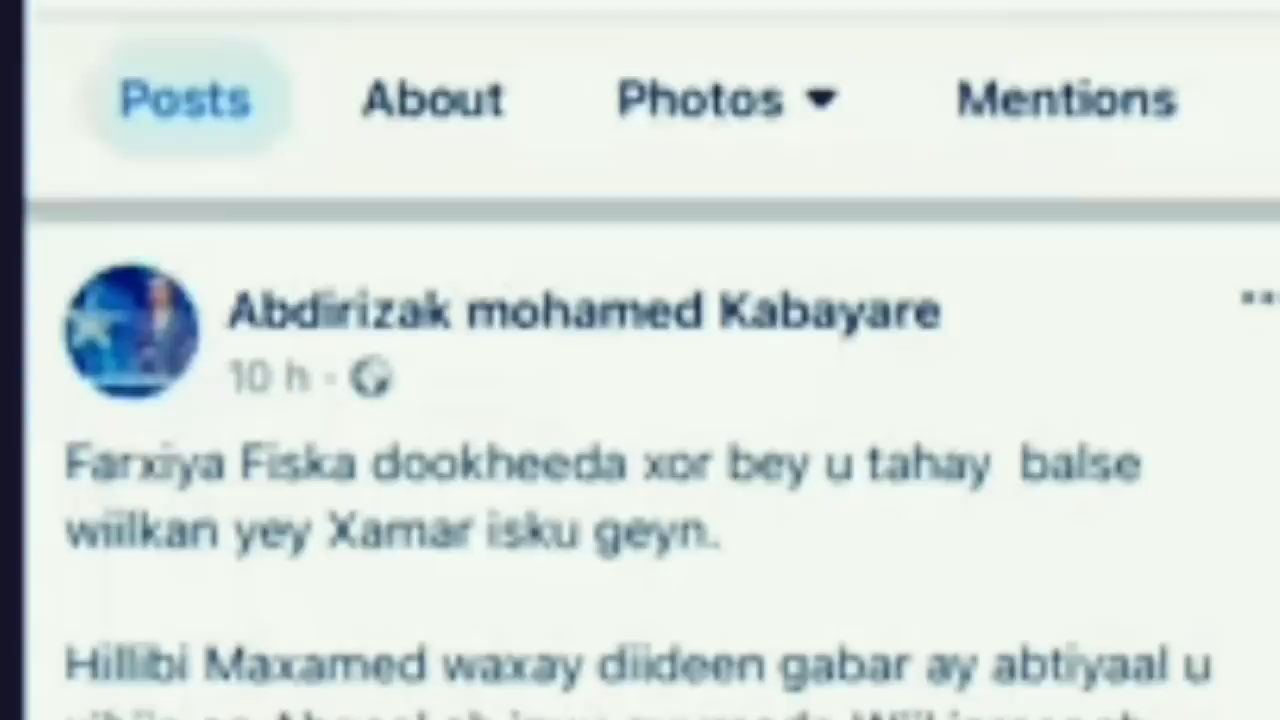 Posts About Photos Mentions
Abdirizak mohamed Kabayare
10 h ·
Farxiya Fiska dookheeda xor bey u tahay balse
wiilkan yey Xamar isku geyn.
Hillibi Maxamed waxay diideen gabar ay abtiyaal u